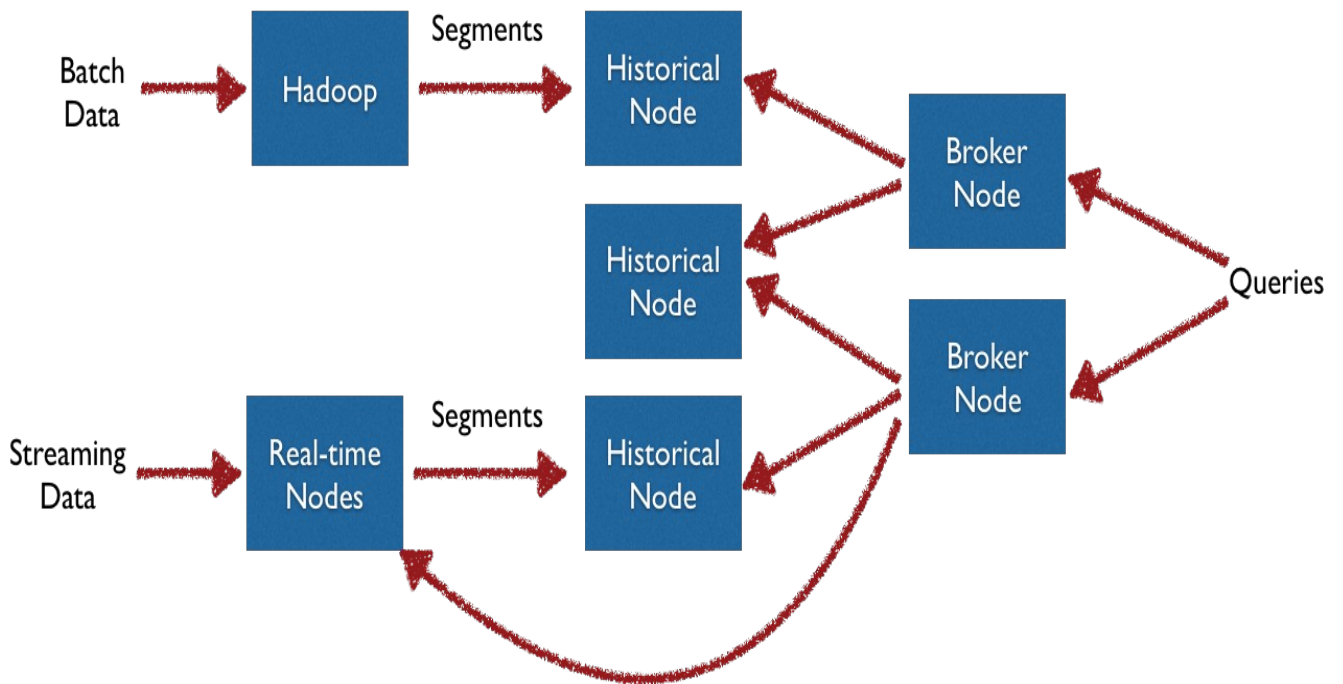 Batch
Data
Hadoop
Segments
Historical
Node
Broker
Node
Historical
Node
Queries
Broker
Node
Streaming
Data
Real-time
Nodes
Segments
Historical
Node